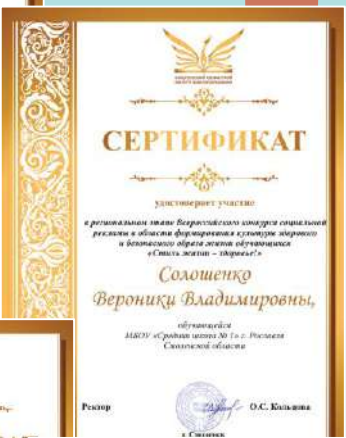 СЕРТИФИКАТ
удостоверяет участие
в региональном этапе Всероссийского конкурса социальной
рекламы в области формирования культуры здорового
и безопасного образа жизни обучающихся
«Стиль жизни – здоровье!»
Солошенко
Вероники Владимировны,
обучающейся
МБОУ «Средняя школа № 1» г. Рославля
Смоленской области
Ректор
О.С. Кольцова
г. Смоленск